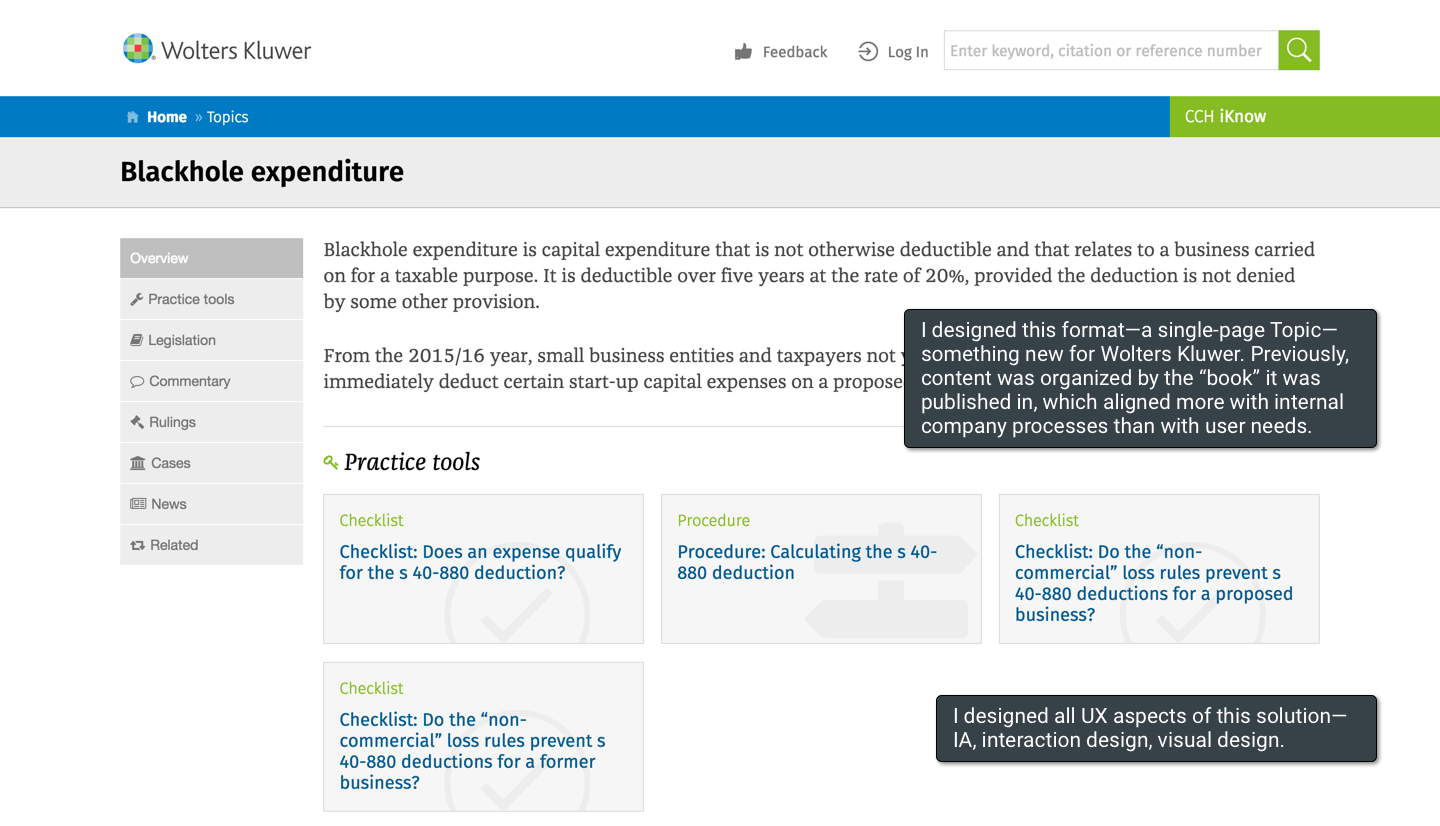 Wolters Kluwer
Feedback
Log In
Enter keyword, citation or reference number
Home » Topics
CCH iKnow
Blackhole expenditure
Overview
Practice tools
Legislation
Commentary
Rulings
Cases
News
Related
Blackhole expenditure is capital expenditure that is not otherwise deductible and that relates to a business carried
on for a taxable purpose. It is deductible over five years at the rate of 20%, provided the deduction is not denied
by some other provision.
From the 2015/16 year, small business entities and taxpayers not
immediately deduct certain start-up capital expenses on a
I designed this format—a single-page Topic—
something new for Wolters Kluwer. Previously,
content was organized by the “book” it was
published in, which aligned more with internal
company processes than with user needs.
Practice tools
Checklist
Checklist: Does an expense qualify
for the s 40-880 deduction?
Procedure
Procedure: Calculating the s 40-
880 deduction
Checklist
Checklist: Do the “non-
commercial” loss rules prevent s
40-880 deductions for a proposed
business?
Checklist
Checklist: Do the “non-
commercial” loss rules prevent s
40-880 deductions for a former
business?
I designed all UX aspects of this solution—
IA, interaction design, visual design.